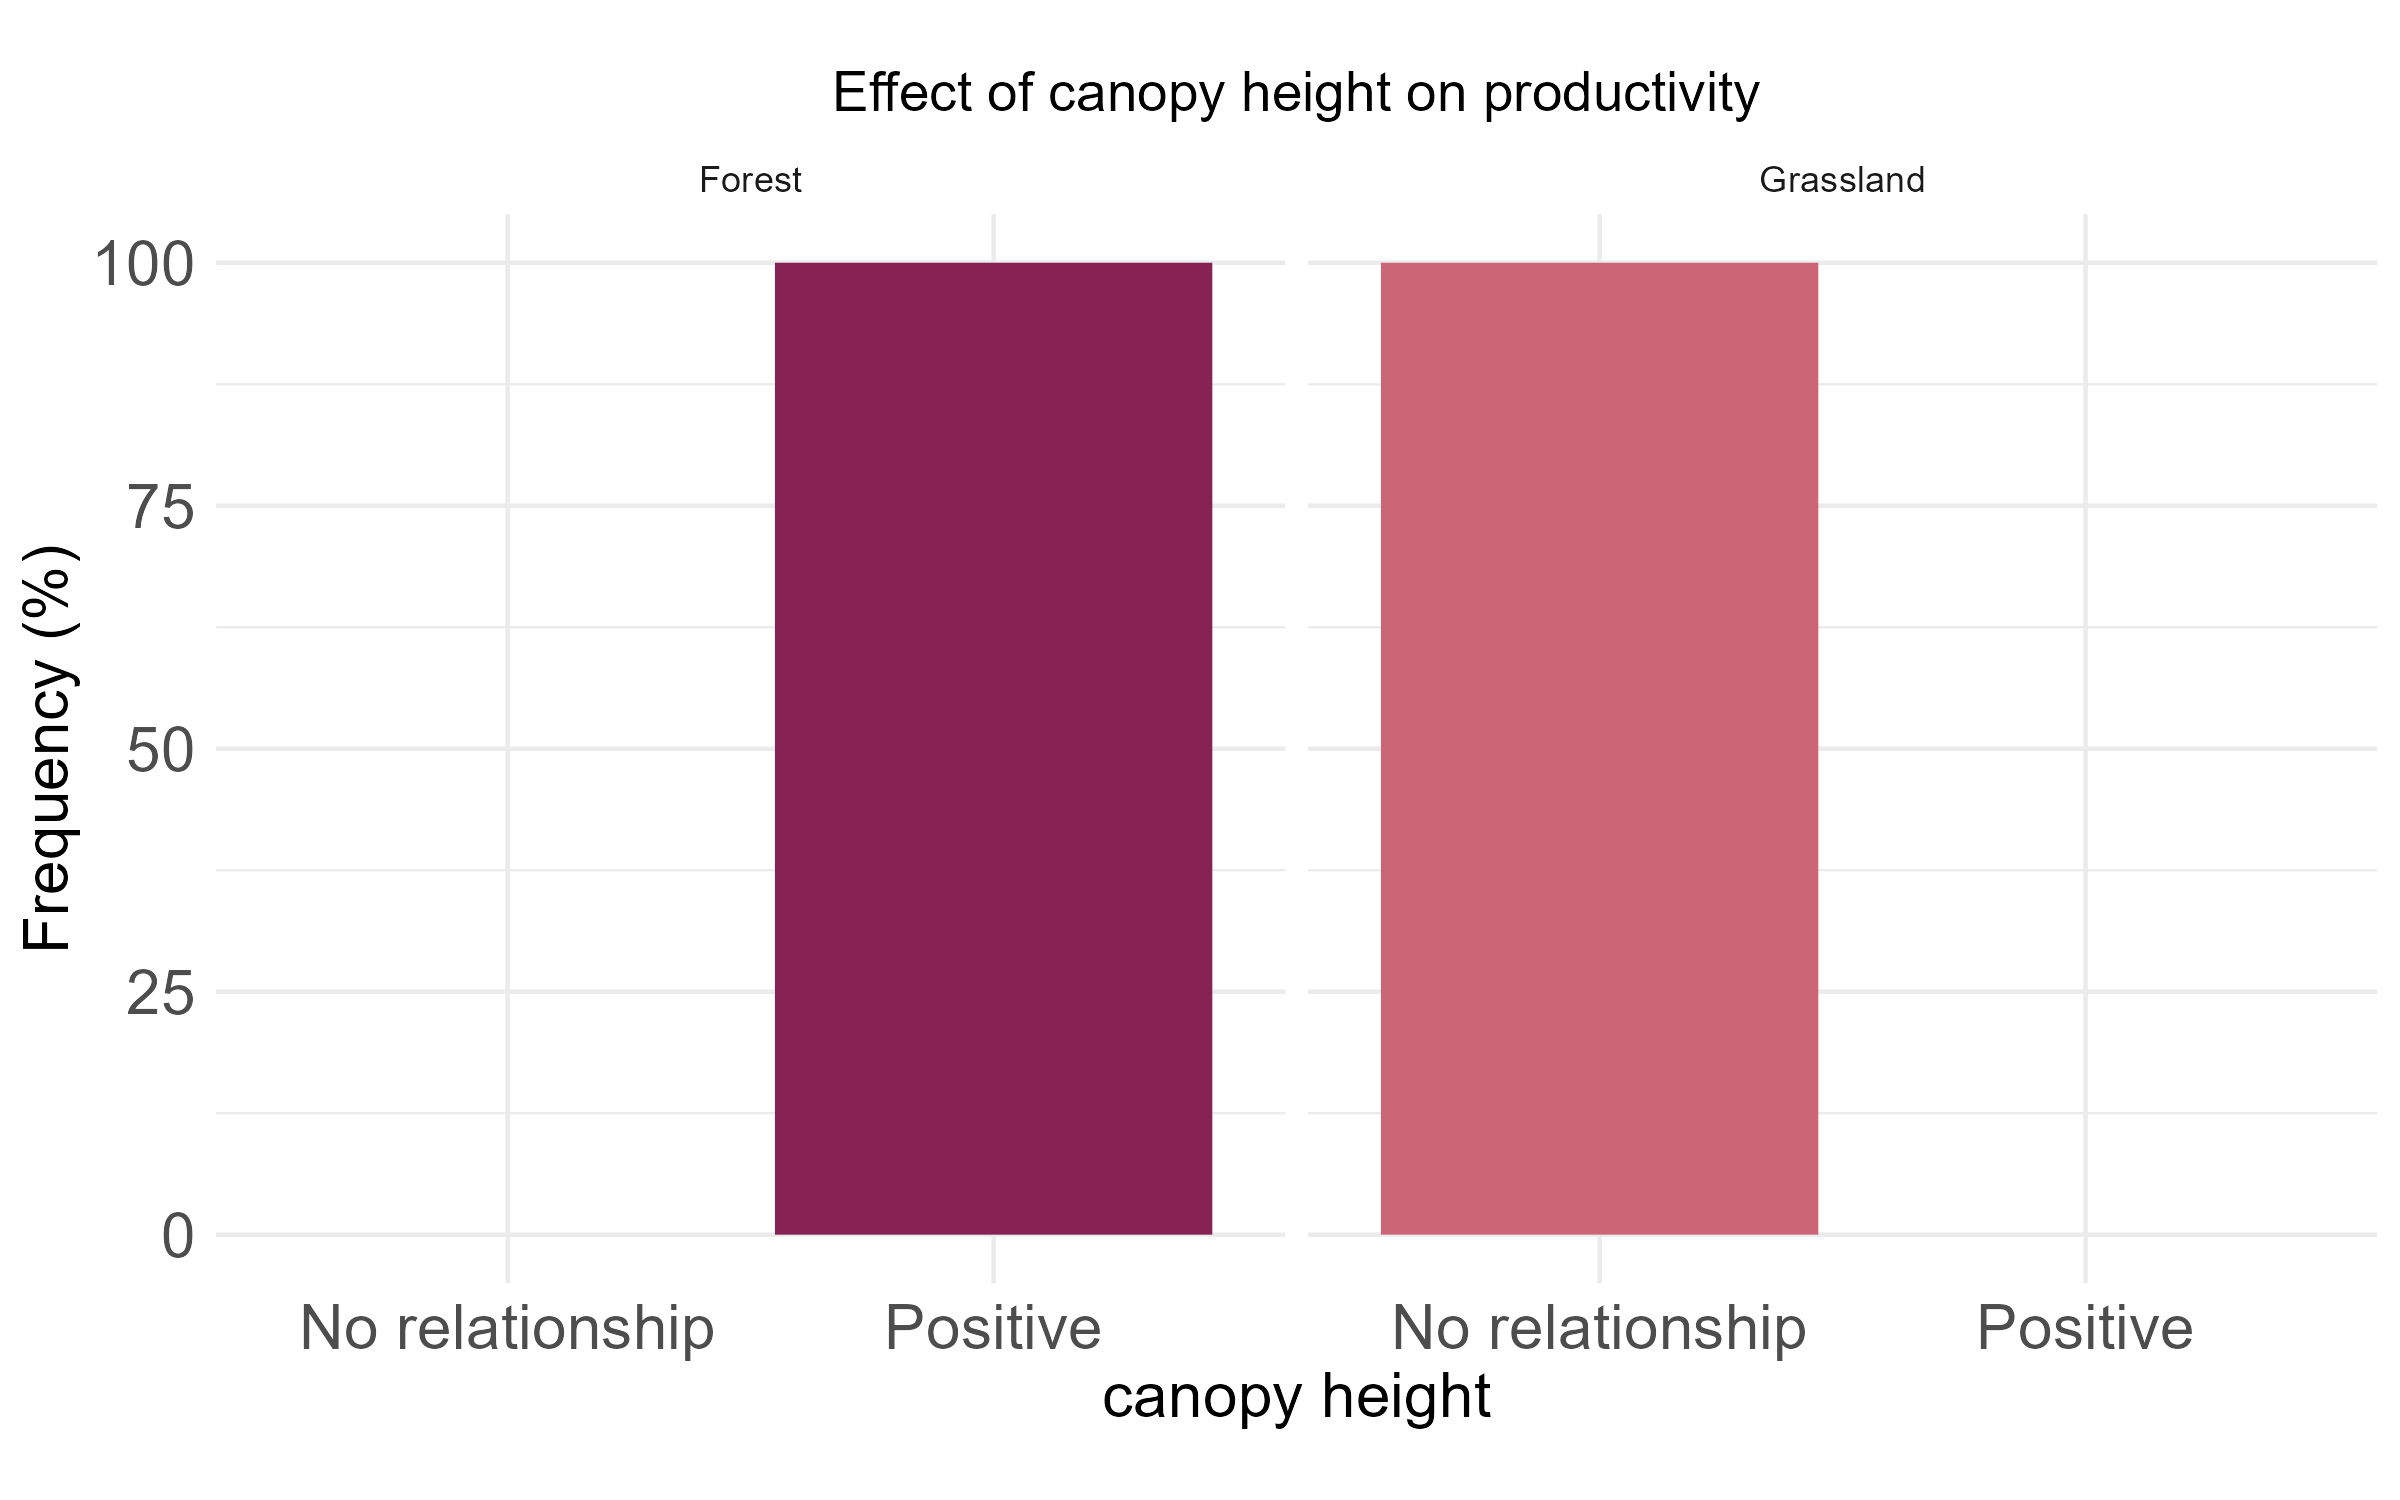 Effect of canopy height on productivity
Forest
Grassland
100
75
50
25
0
Frequency (%)
No relationship
Positive
No relationship
Positive
canopy height